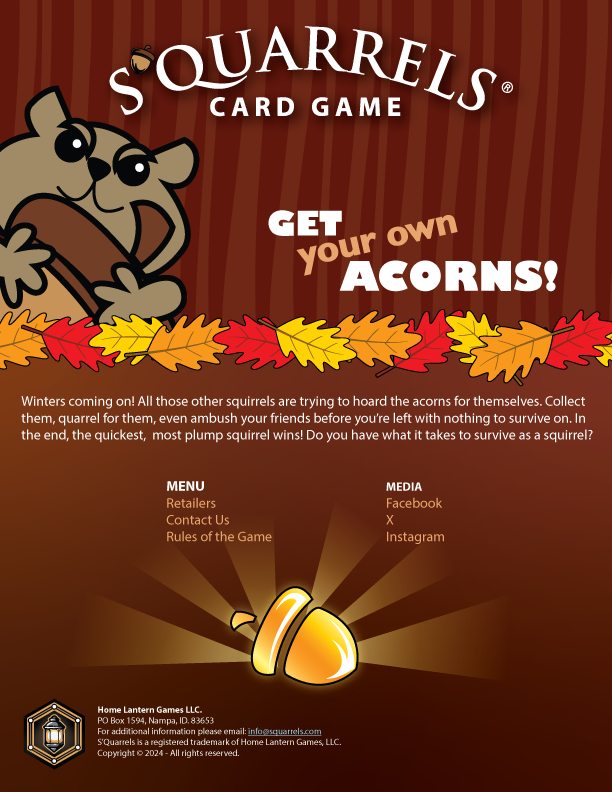 S'QUARRELS®
CARD GAME
GET
your own
ACORNS!
Winters coming on! All those other squirrels are trying to hoard the acorns for themselves. Collect
them, quarrel for them, even ambush your friends before you're left with nothing to survive on. In
the end, the quickest, most plump squirrel wins! Do you have what it takes to survive as a squirrel?
MENU
Retailers
Contact Us
Rules of the Game
MEDIA
Facebook
X
Instagram
Home Lantern Games LLC.
PO Box 1594, Nampa, ID. 83653
For additional information please email: info@squarrels.com
S'Quarrels is a registered trademark of Home Lantern Games, LLC.
Copyright © 2024 - All rights reserved.